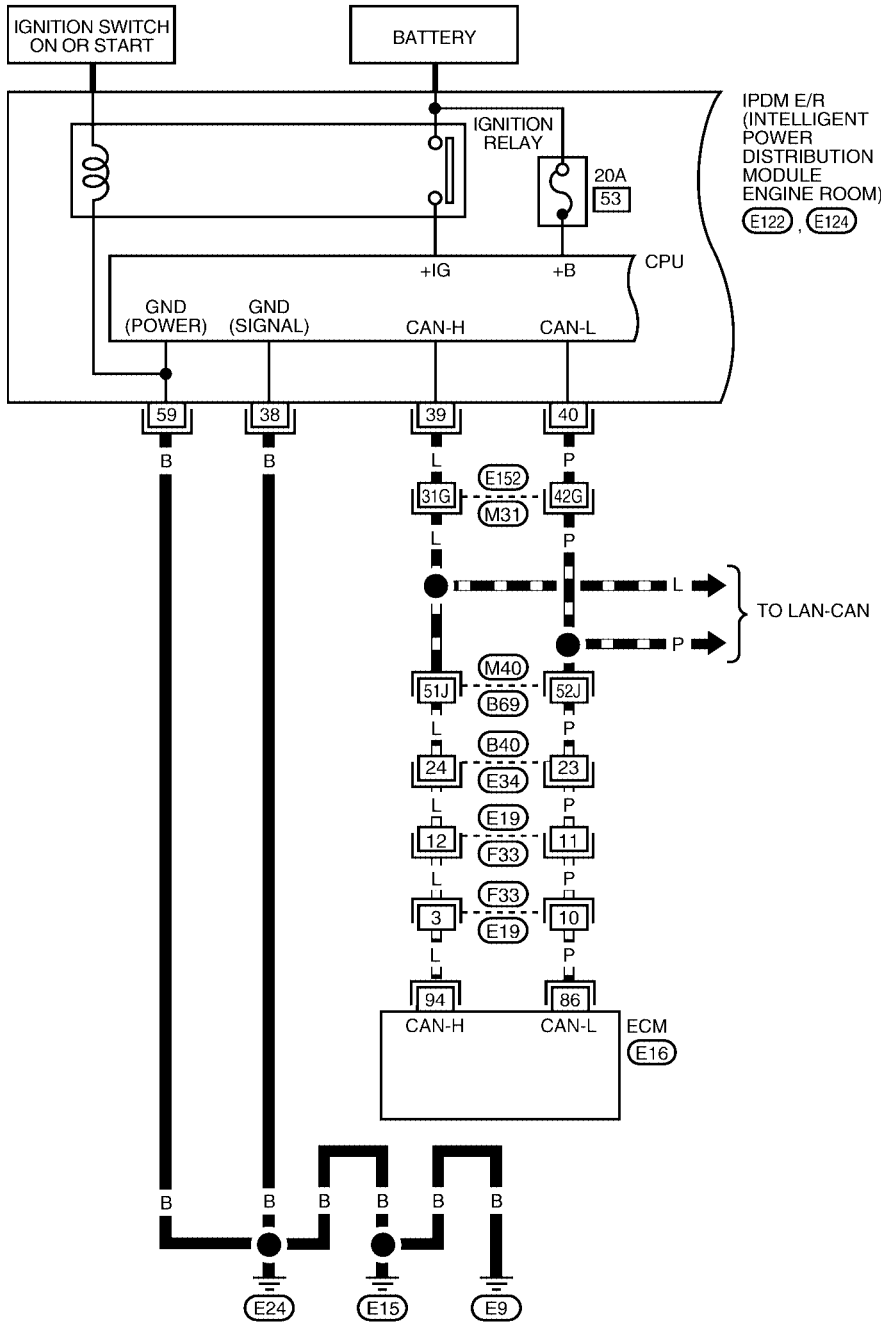 IGNITION SWITCH
ON OR START
BATTERY
IPDM E/R
(INTELLIGENT
POWER
DISTRIBUTION
MODULE
ENGINE ROOM)
E122 , E124
IGNITION
RELAY
20A
53
CPU
+IG
+B
GND
(POWER)
GND
(SIGNAL)
CAN-H
CAN-L
59
38
39
40
B
B
L
P
31G
E152
M31
42G
L
P
L
P
TO LAN-CAN
51J
M40
B69
52J
L
P
24
B40
E34
23
L
P
12
E19
F33
11
L
P
3
F33
E19
10
L
P
94
86
CAN-H
CAN-L
ECM
E16
B
B
B
B
B
B
E24
E15
E9